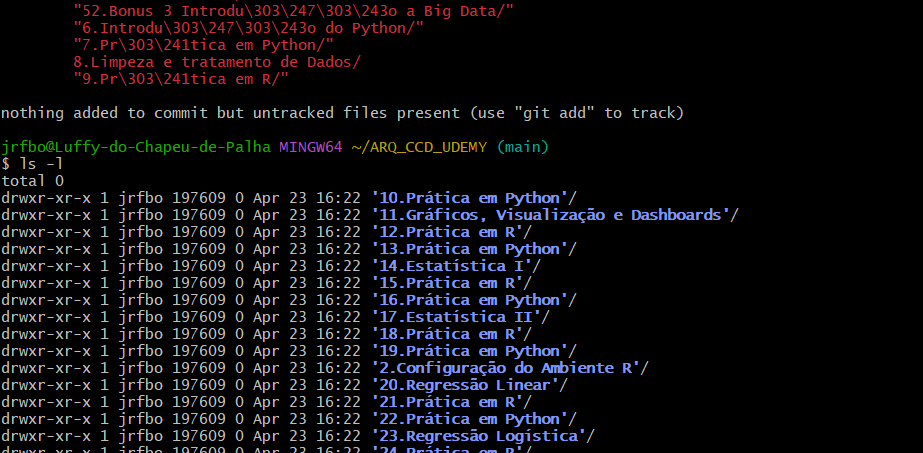 "52.Bonus 3 Introdu\303\247\303\243o a Big Data/"
"6.Introdu\303\247\303\243o do Python/"
"7.Pr\303\241tica em Python/"
8.Limpeza e tratamento de Dados/
"9.Pr\303\241tica em R/"
nothing added to commit but untracked files present (use "git add" to track)
jrfbo@Luffy-do-Chapeu-de-Palha MINGW64 ~/ARQ_CCD_UDEMY (main)
$ ls -l
total 0
drwxr-xr-x 1 jrfbo 197609 0 Apr 23 16:22 '10.Prática em Python'/
drwxr-xr-x 1 jrfbo 197609 0 Apr 23 16:22 '11.Gráficos, Visualização e Dashboards'/
drwxr-xr-x 1 jrfbo 197609 0 Apr 23 16:22 '12.Prática em R'/
drwxr-xr-x 1 jrfbo 197609 0 Apr 23 16:22 '13.Prática em Python'/
drwxr-xr-x 1 jrfbo 197609 0 Apr 23 16:22 '14.Estatística I'/
drwxr-xr-x 1 jrfbo 197609 0 Apr 23 16:22 '15.Prática em R'/
drwxr-xr-x 1 jrfbo 197609 0 Apr 23 16:22 '16.Prática em Python'/
drwxr-xr-x 1 jrfbo 197609 0 Apr 23 16:22 '17.Estatística II'/
drwxr-xr-x 1 jrfbo 197609 0 Apr 23 16:22 '18.Prática em R'/
drwxr-xr-x 1 jrfbo 197609 0 Apr 23 16:22 '19.Prática em Python'/
drwxr-xr-x 1 jrfbo 197609 0 Apr 23 16:22 '2.Configuração do Ambiente R'/
drwxr-xr-x 1 jrfbo 197609 0 Apr 23 16:22 '20.Regressão Linear'/
drwxr-xr-x 1 jrfbo 197609 0 Apr 23 16:22 '21.Prática em R'/
drwxr-xr-x 1 jrfbo 197609 0 Apr 23 16:22 '22.Prática em Python'/
drwxr-xr-x 1 jrfbo 197609 0 Apr 23 16:22 '23.Regressão Logística'/
drwxr-xr-x 1 jrfbo 197609 0 Apr 23 16:22 '24.Prática em R'/